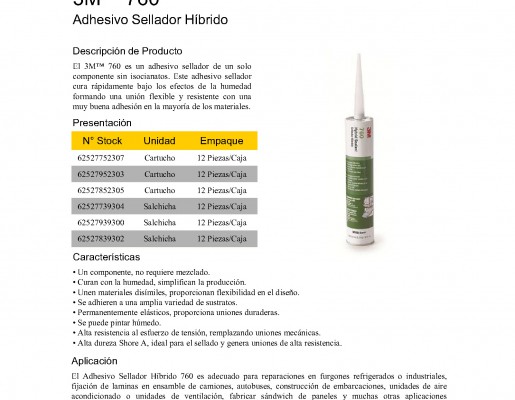 3M™ 760
Adhesivo Sellador Híbrido
Descripción de Producto
El 3M™ 760 es un adhesivo sellador de un solo
componente sin isocianatos. Este adhesivo sellador
cura rápidamente bajo los efectos de la humedad
formando una unión flexible y resistente con una
muy buena adhesión en la mayoría de los materiales.
Presentación
N° Stock Unidad Empaque
62527752307 Cartucho 12 Piezas/Caja
62527952303 Cartucho 12 Piezas/Caja
62527852305 Cartucho 12 Piezas/Caja
62527739304 Salchicha 12 Piezas/Caja
62527939300 Salchicha 12 Piezas/Caja
62527839302 Salchicha 12 Piezas/Caja
3M
760
Características
• Un componente, no requiere mezclado.
• Curan con la humedad, simplifican la producción.
• Unen materiales disímiles, proporcionan flexibilidad en el diseño.
• Se adhieren a una amplia variedad de sustratos.
• Permanentemente elásticos, proporciona uniones duraderas.
• Se puede pintar húmedo.
• Alta resistencia al esfuerzo de tensión, remplazando uniones mecánicas.
• Alta dureza Shore A, ideal para el sellado y genera uniones de alta resistencia.
Aplicación
El Adhesivo Sellador Híbrido 760 es adecuado para reparaciones en furgones refrigerados o industriales,
fijación de laminas en ensamble de camiones, autobuses, construcción de embarcaciones, unidades de aire
acondicionado o unidades de ventilación, fabricar sándwich de paneles y muchas otras aplicaciones